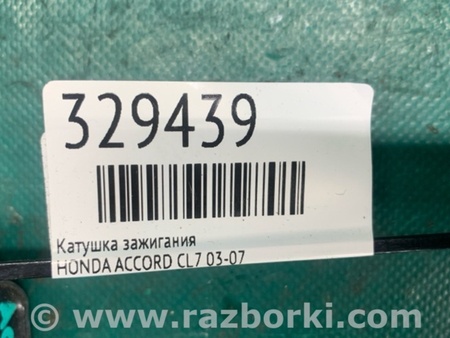 329439
Катушка зажигания
HONDA ACCORD CL7 03-07
www.razborki.com